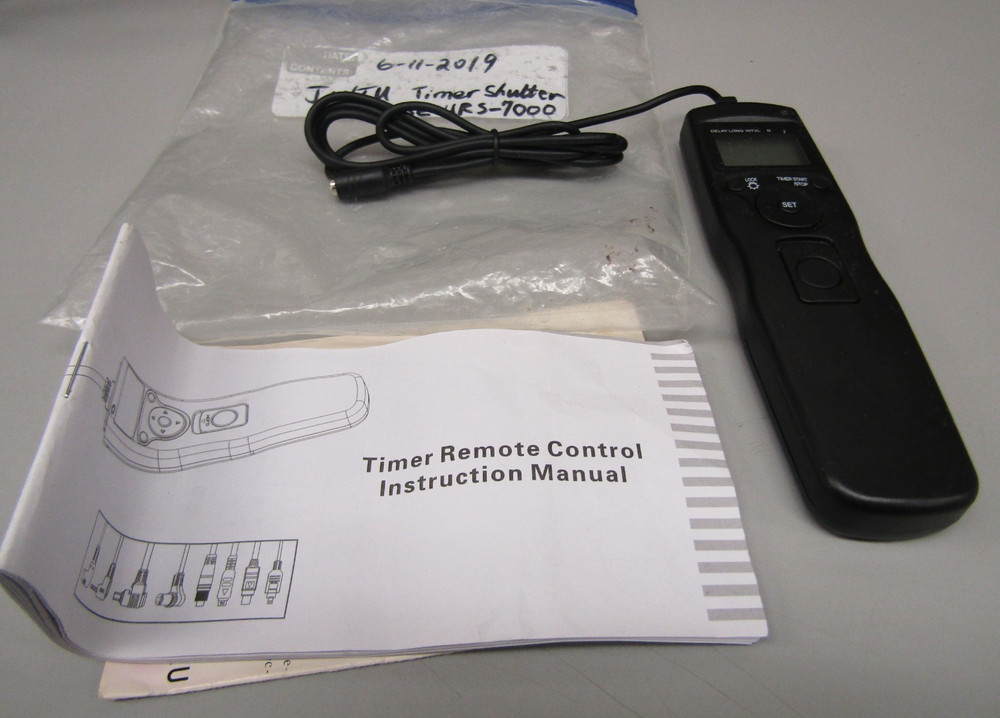 DATE
CONTENTS
6-11-2019
Timer Shutter
URS-7000
DELAY LONG INTVL N
LOCK
TIMER START
/STOP
SET
Timer Remote Control
Instruction Manual
U